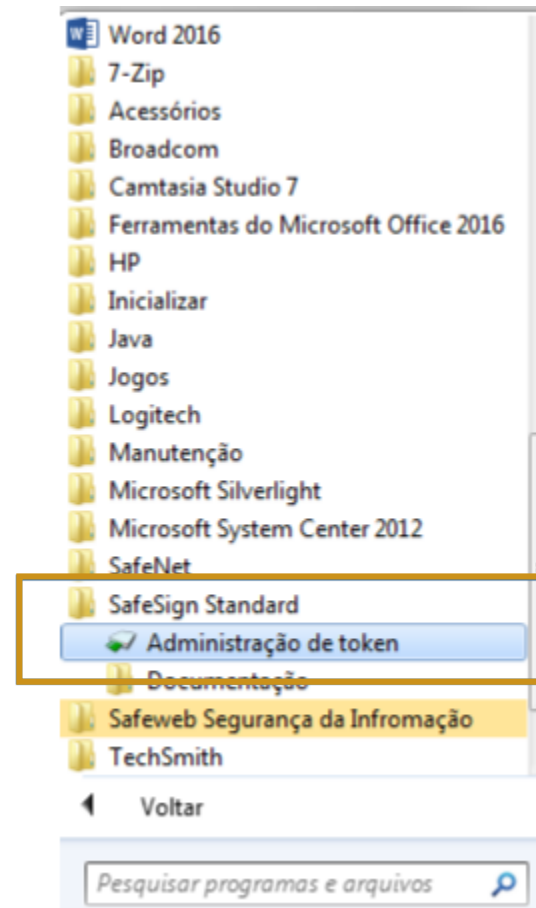 Word 2016
7-Zip
Acessórios
Broadcom
Camtasia Studio 7
Ferramentas do Microsoft Office 2016
HP
Inicializar
Java
Jogos
Logitech
Manutenção
Microsoft Silverlight
Microsoft System Center 2012
SafeNet
SafeSign Standard
Administração de token
Documentação
Safeweb Segurança da Infromação
TechSmith
Voltar
Pesquisar programas e arquivos